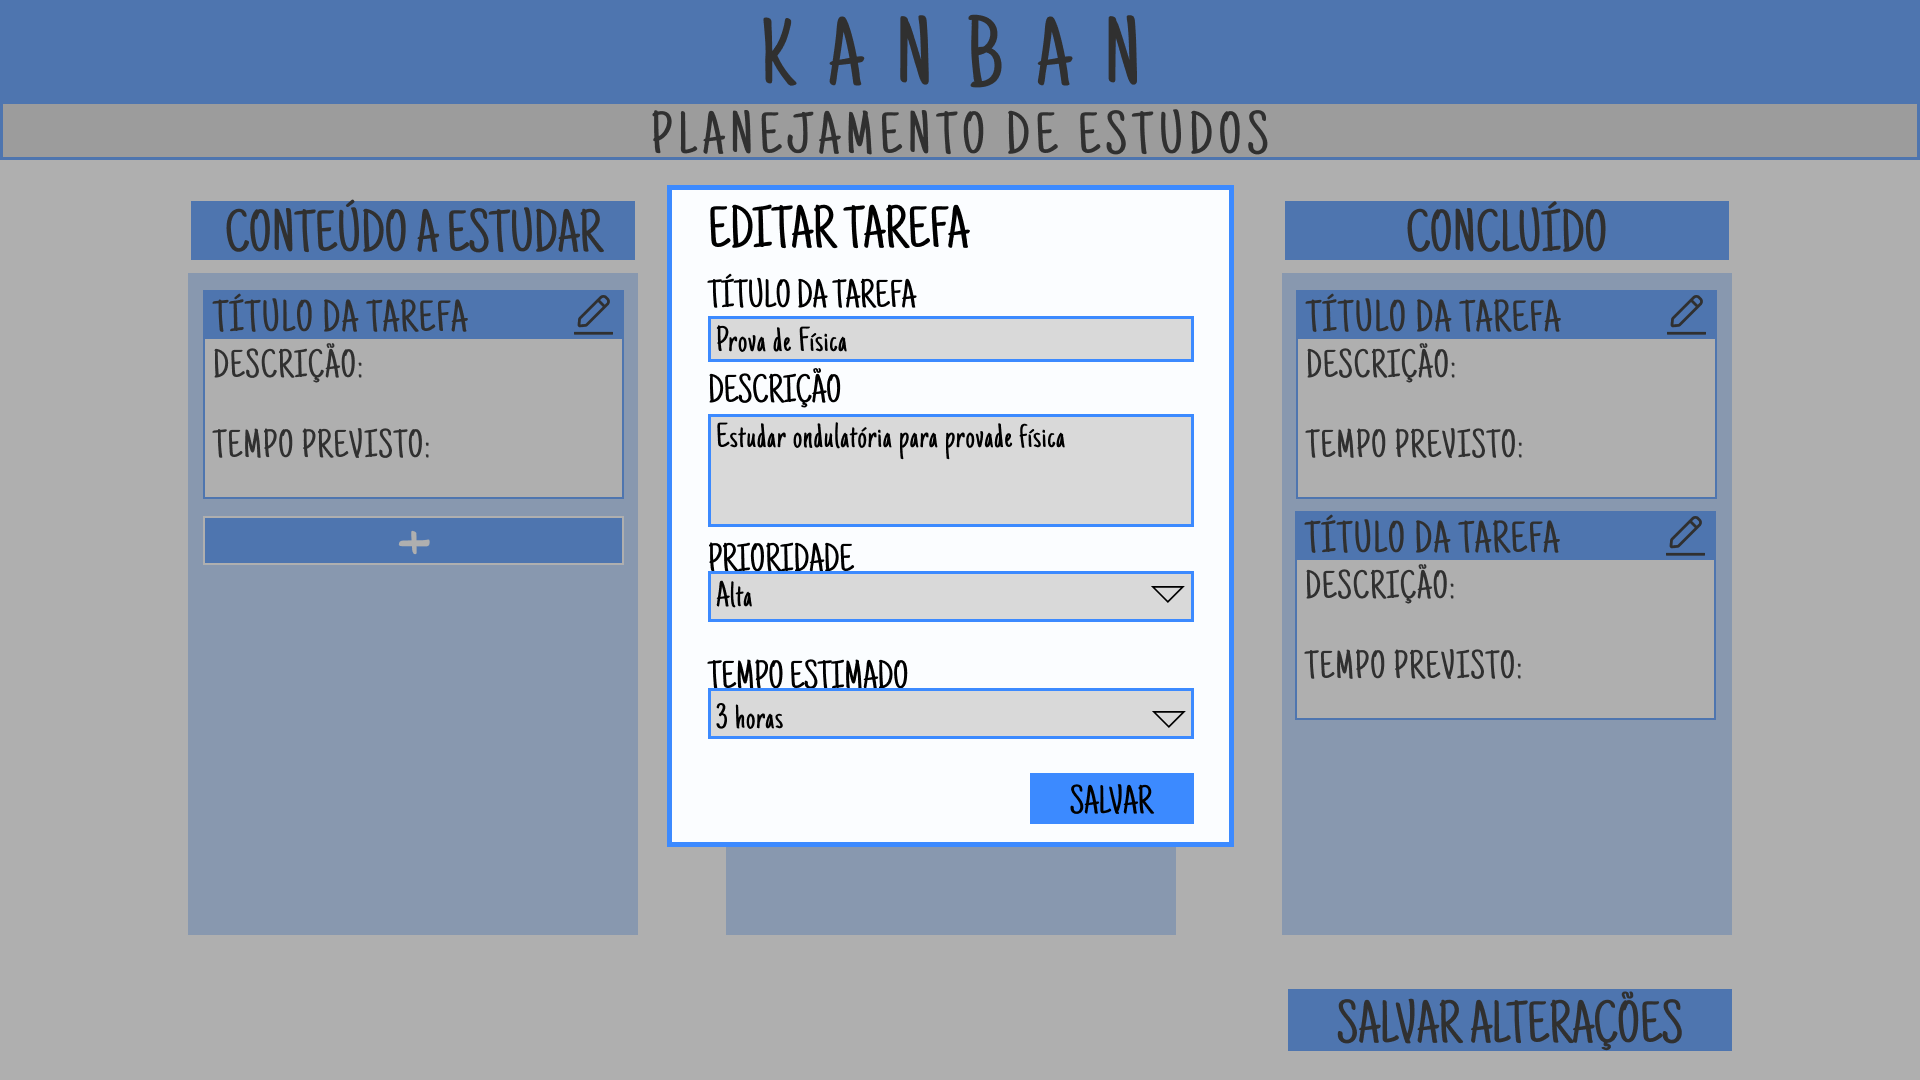 KANBAN
PLANEJAMENTO DE ESTUDOS
CONTEÚDO A ESTUDAR
TÍTULO DA TAREFA
DESCRIÇÃO:
TEMPO PREVISTO:
+
EDITAR TAREFA
TÍTULO DA TAREFA
Prova de Física
DESCRIÇÃO
Estudar ondulatória para provade física
PRIORIDADE
Alta
TEMPO ESTIMADO
3 horas
SALVAR
CONCLUÍDO
TÍTULO DA TAREFA
DESCRIÇÃO:
TEMPO PREVISTO:
TÍTULO DA TAREFA
DESCRIÇÃO:
TEMPO PREVISTO:
SALVAR ALTERAÇÕES